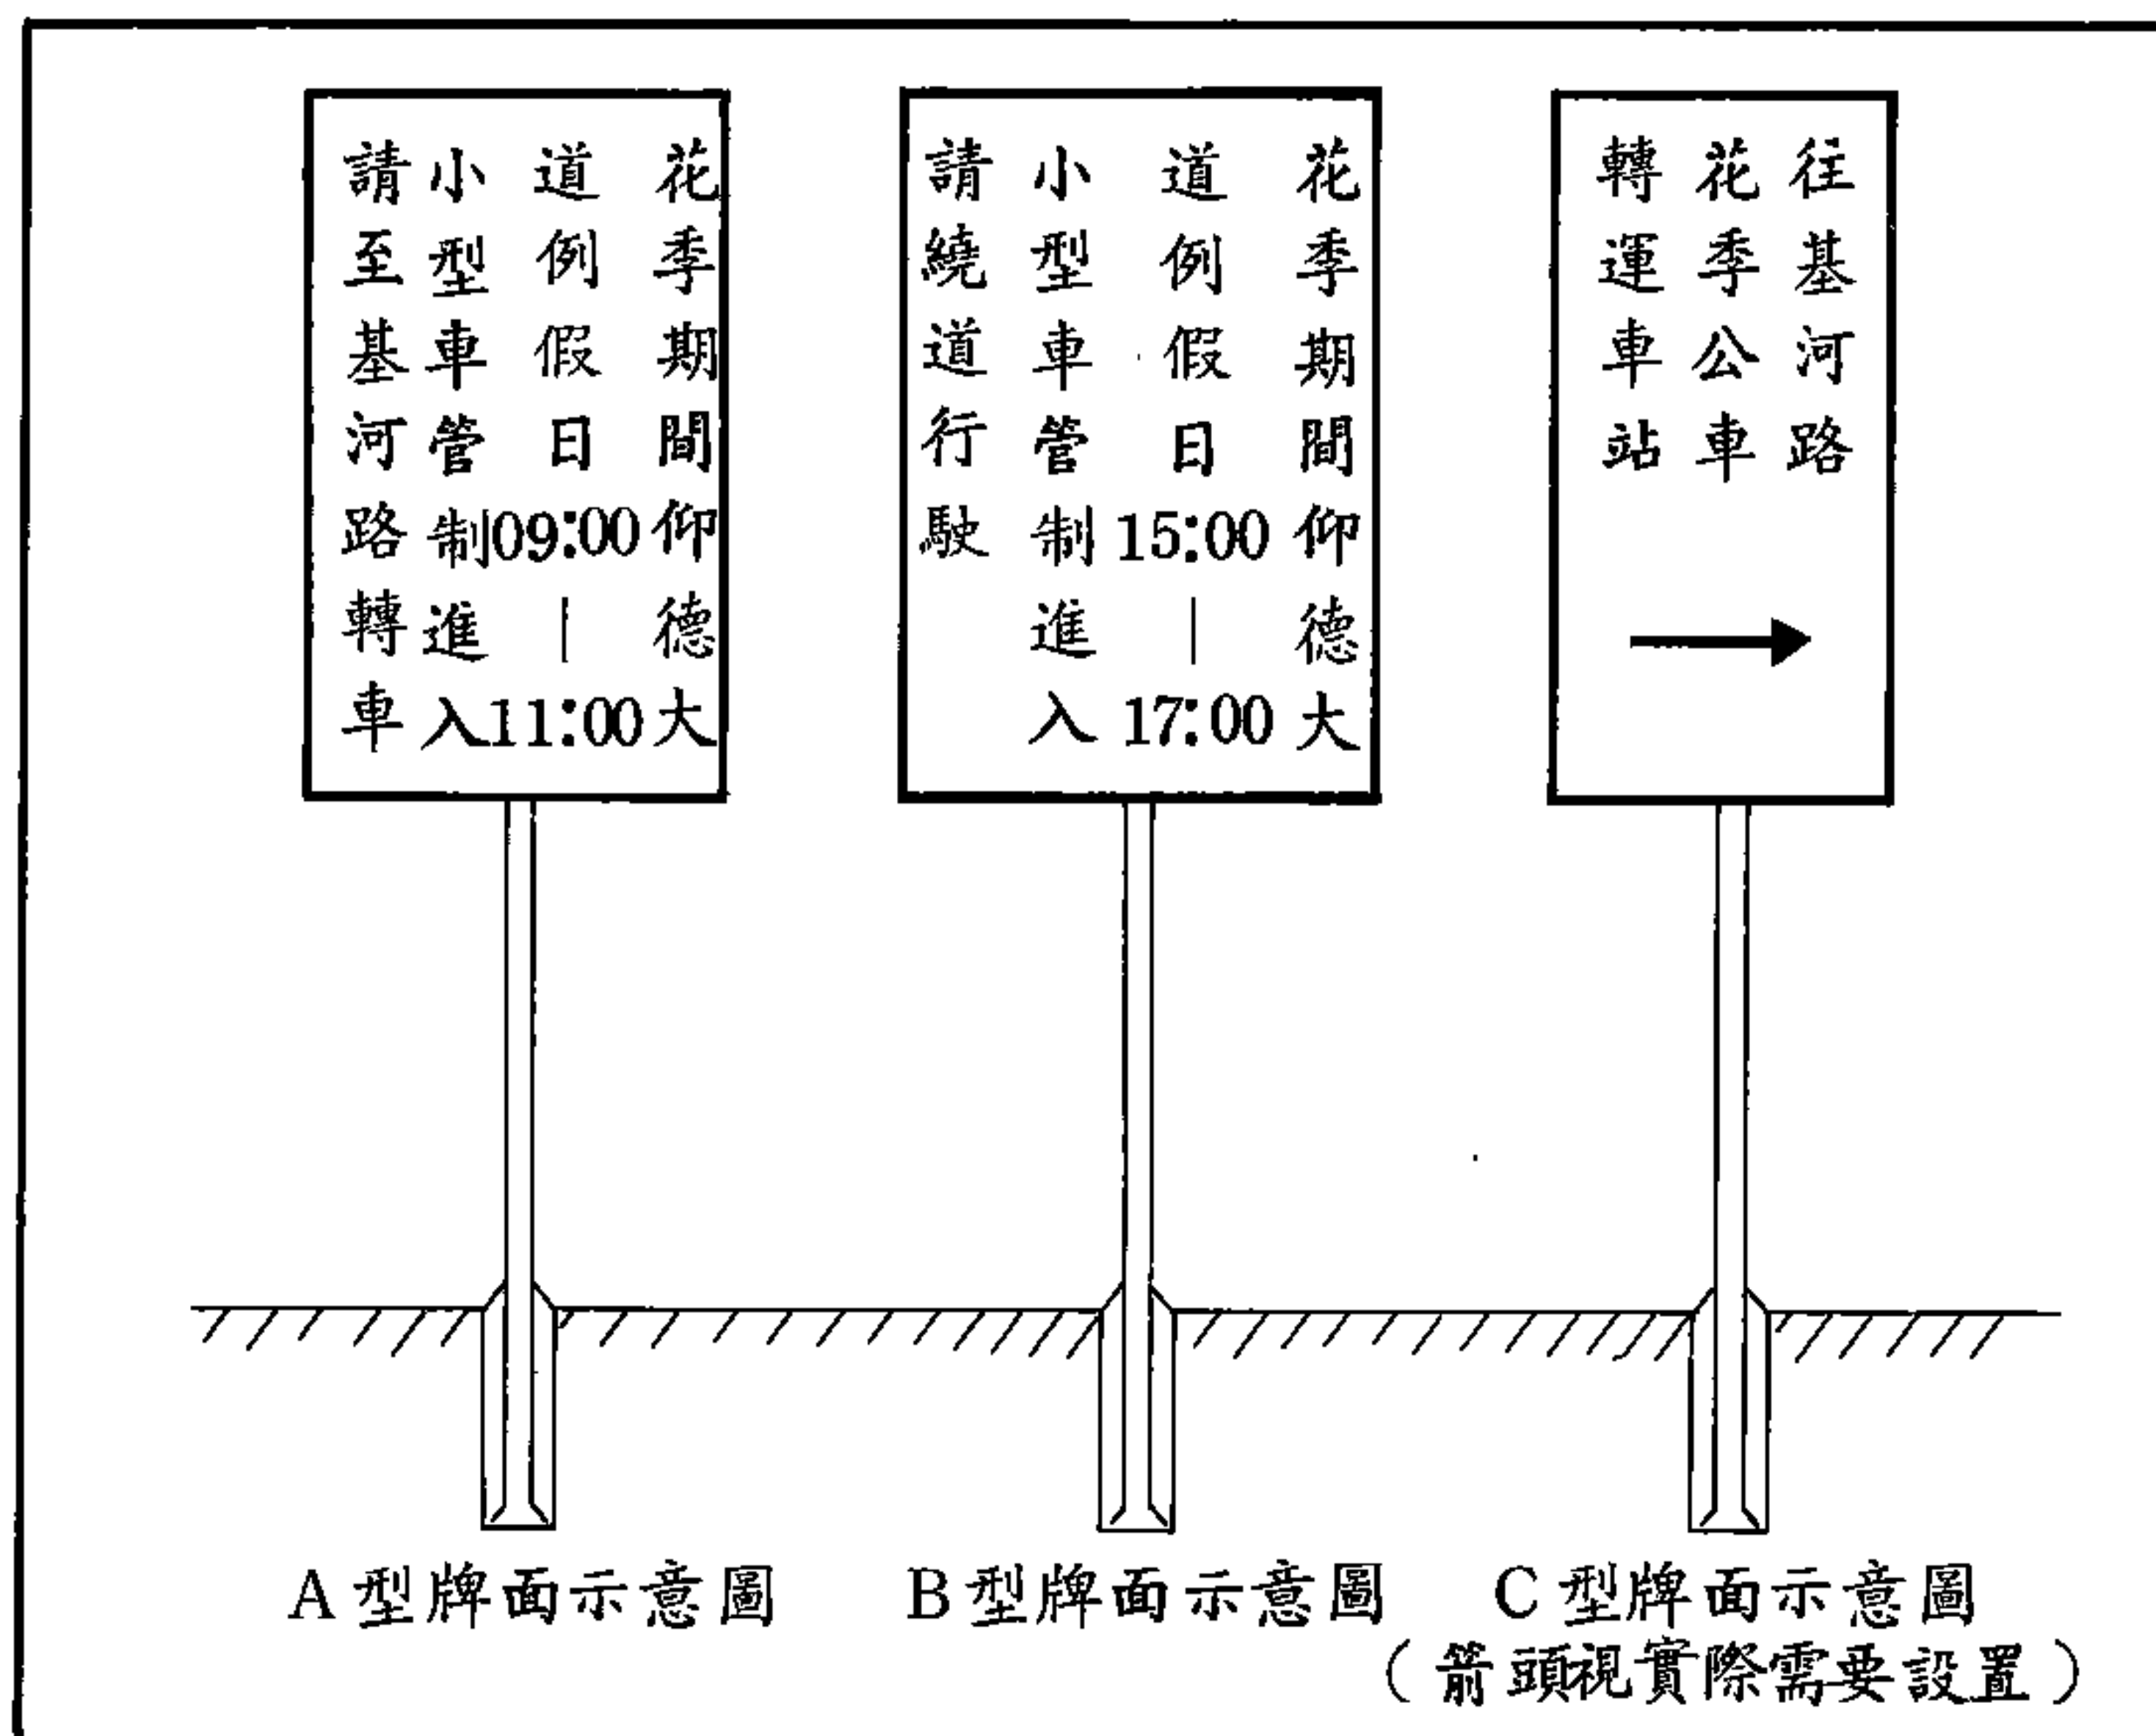 花季期間仰德大
道例假日09:00｜11:00
小型車管制進入
請至基河路轉車
花季期間仰德大
道例假日15:00｜17:00
小型車管制進入
請繞道行駛
往基河路
花季公車
轉運車站
A型牌面示意圖
B型牌面示意圖
C型牌面示意圖
（箭頭視實際需要設置）